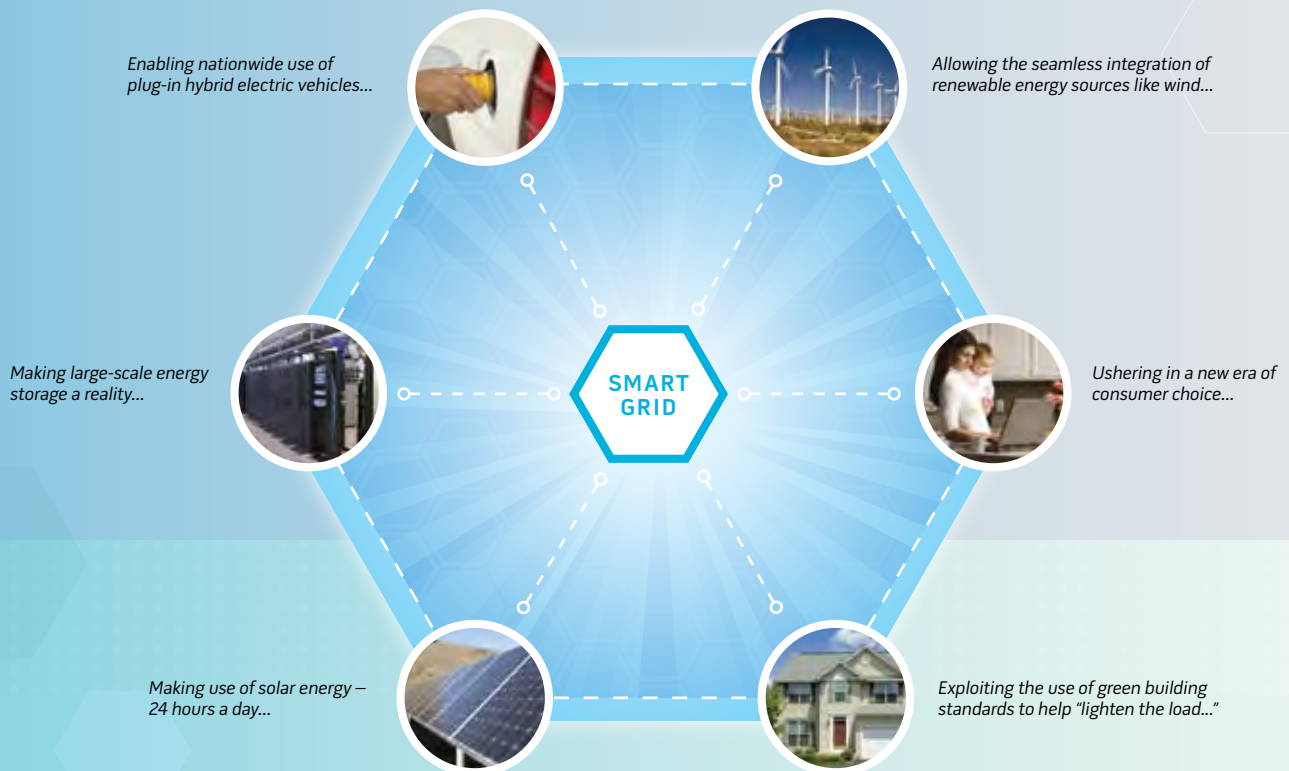 Enabling nationwide use of
plug-in hybrid electric vehicles...
Allowing the seamless integration of
renewable energy sources like wind...
Making large-scale energy
storage a reality...
SMART
GRID
Ushering in a new era of
consumer choice...
Making use of solar energy –
24 hours a day...
Exploiting the use of green building
standards to help “lighten the load...”